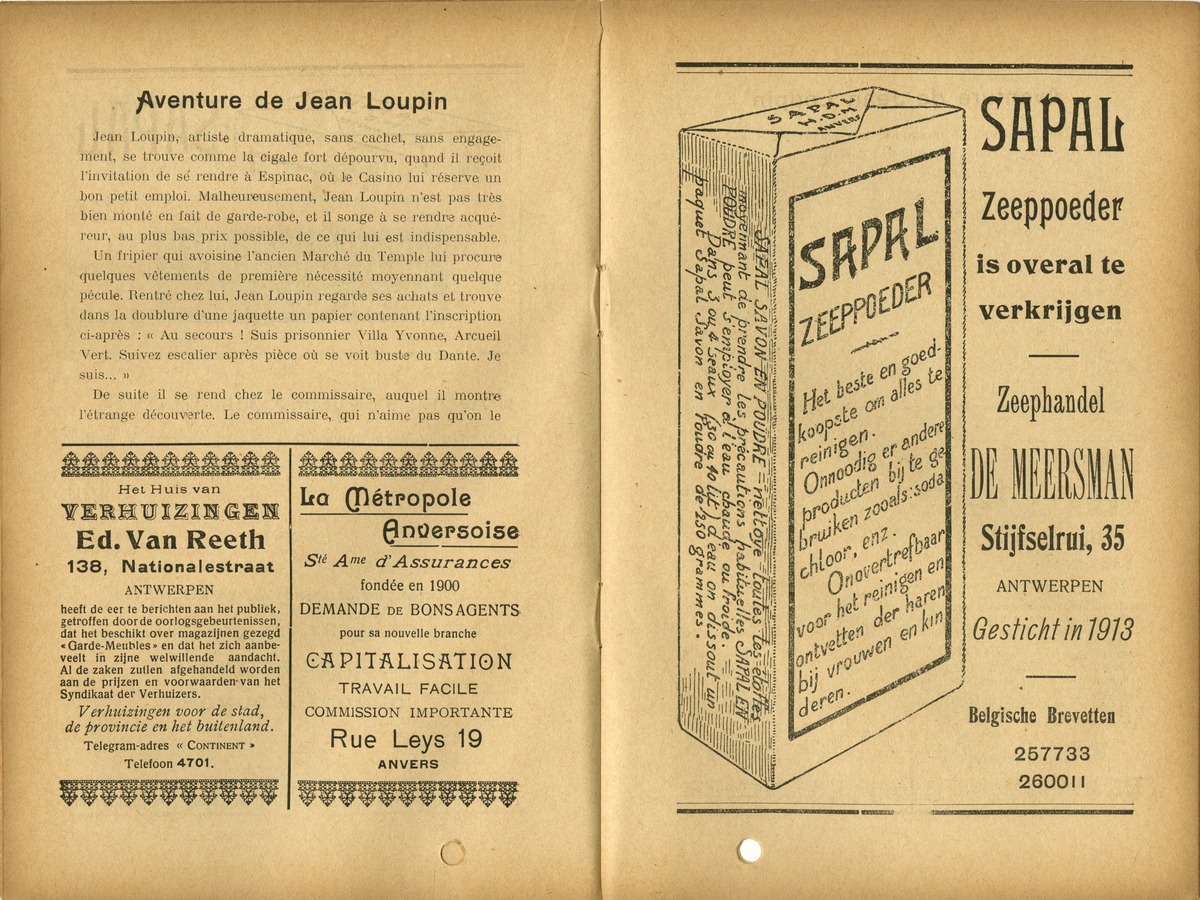 Aventure de Jean Loupin
Jean Loupin, artiste dramatique, sans cachet, sans engage-
ment, se trouve comme la cigale fort dépourvu, quand il reçoit
l'invitation de se rendre à Espinac, où le Casino lui réserve un
bon petit emploi. Malheureusement, Jean Loupin n'est pas très
bien monté en fait de garde-robe, et il songe à se rendre acqué-
reur, au plus bas prix possible, de ce qui lui est indispensable.
Un fripier qui avoisine l'ancien Marché du Temple lui procure
quelques vêtements de première nécessité moyennant quelque
pécule. Rentré chez lui, Jean Loupin regarde ses achats et trouve
dans la doublure d'une jaquette un papier contenant l'inscription
ci-après : « Au secours ! Suis prisonnier Villa Yvonne, Arcueil
Vert. Suivez escalier après pièce où se voit buste du Dante. Je
suis... »
De suite il se rend chez le commissaire, auquel il montre
l'étrange découverte. Le commissaire, qui n'aime pas qu'on le
Het Huis van
VERHUIZINGEN
Ed. Van Reeth
138, Nationalestraat
ANTWERPEN
heeft de eer te berichten aan het publiek,
getroffen door de oorlogsgebeurtenissen,
dat het beschikt over magazijnen gezegd
«Garde-Meubles» en dat het zich aanbe-
veelt in zijne welwillende aandacht.
Al de zaken zullen afgehandeld worden
aan de prijzen en voorwaarden van het
Syndikaat der Verhuizers.
Verhuizingen voor de stad,
de provincie en het buitenland.
Telegram-adres « CONTINENT »
Telefoon 4701.
La Métropole
Anversoise
Sté Ame d'Assurances
fondée en 1900
DEMANDE DE BONS AGENTS
pour sa nouvelle branche
CAPITALISATION
TRAVAIL FACILE
COMMISSION IMPORTANTE
Rue Leys 19
ANVERS
SAPAL
H.D.M
ANVERS
SAPAL SAVON EN POUDRE = nettoye toutes les étoffes
moyennant de prendre les précautions habituelles SAPAL EN
POUDRE peut s'employer à l'eau chaude ou froide.
Dans 3 ou 4 seaux (30 ou 40 lit) d'eau on dissout un
paquet Sapal Savon en Poudre de 250 grammes.
SAPAL
ZEEPPOEDER
Het beste en goed-
koopste om alles te
reinigen.
Onnoodig er andere
producten bij te ge
bruiken zooals: soda
chloor, enz.
Onovertrefbaar
voor het reinigen en
ontvetten der haren
bij vrouwen en kin
deren.
SAPAL
Zeeppoeder
is overal te
verkrijgen
Zeephandel
DE MEERSMAN
Stijfselrui, 35
ANTWERPEN
Gesticht in 1913
Belgische Brevetten
257733
260011